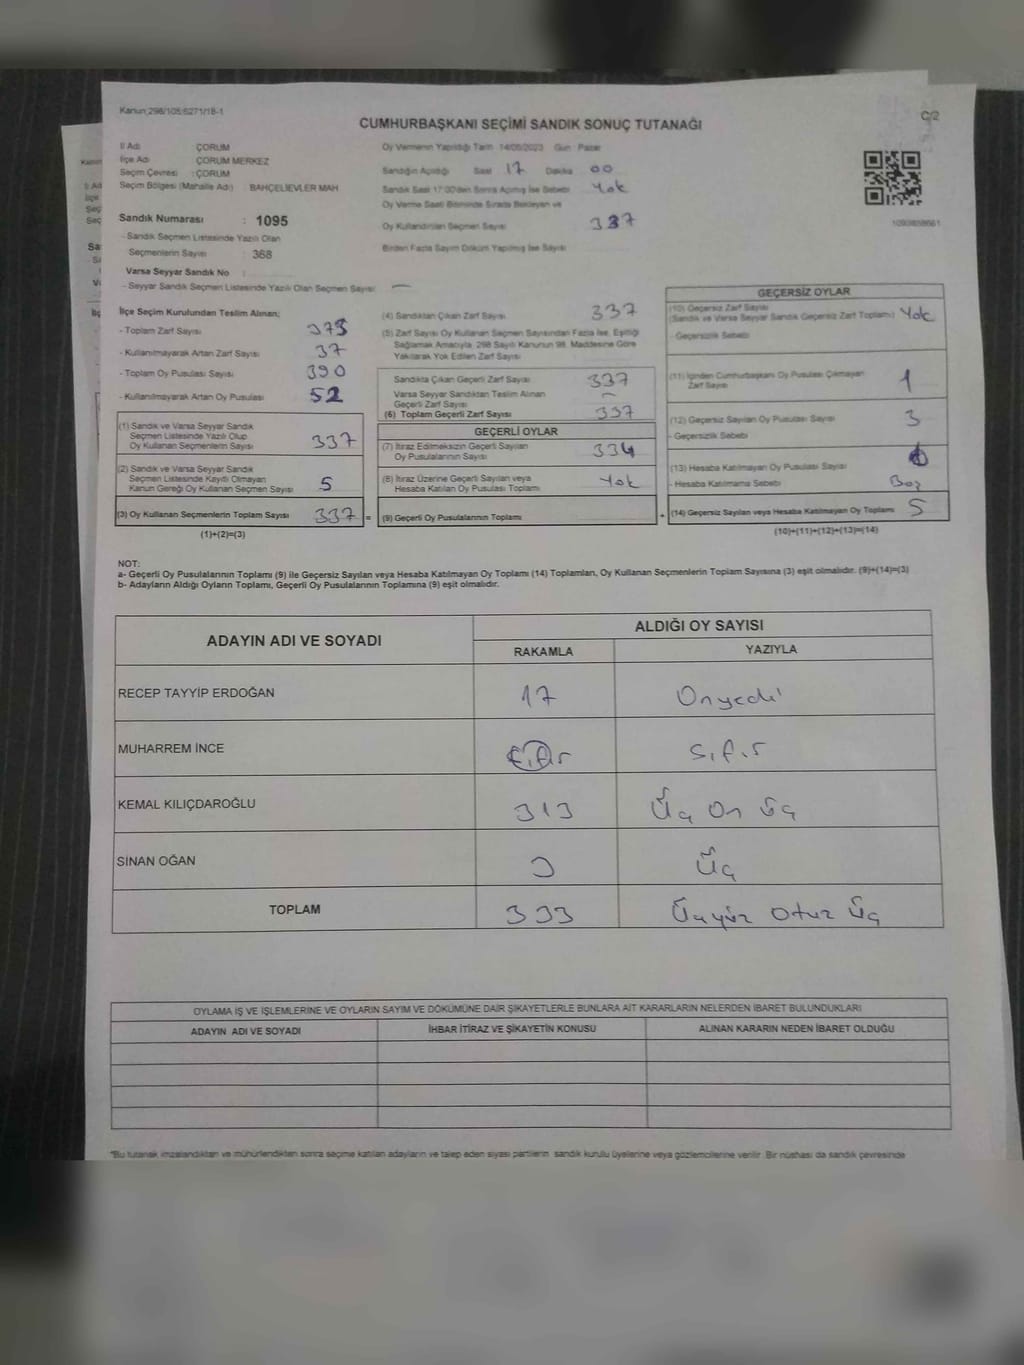 Kanun:298/105;6271/18-1
C/2
CUMHURBAŞKANI SEÇİMİ SANDIK SONUÇ TUTANAĞI
İl Adı : ÇORUM
İlçe Adı : ÇORUM MERKEZ
Seçim Çevresi : ÇORUM
Seçim Bölgesi (Mahalle Adı) : BAHÇELİEVLER MAH
Sandık Numarası : 1095
- Sandık Seçmen Listesinde Yazılı Olan
Seçmenlerin Sayısı : 368
Varsa Seyyar Sandık No :
- Seyyar Sandık Seçmen Listesinde Yazılı Olan Seçmen Sayısı: —
Oy Vermenin Yapıldığı Tarih 14/05/2023 Gün : Pazar
Sandığın Açıldığı Saat 17 Dakika 00
Sandık Saat 17:00'den Sonra Açılmış İse Sebebi Yok
Oy Verme Saati Bitiminde Sırada Bekleyen ve
Oy Kullandırılan Seçmen Sayısı 337
Birden Fazla Sayım Döküm Yapılmış İse Sayısı
İlçe Seçim Kurulundan Teslim Alınan;
- Toplam Zarf Sayısı 375
- Kullanılmayarak Artan Zarf Sayısı 37
- Toplam Oy Pusulası Sayısı 390
- Kullanılmayarak Artan Oy Pusulası 52
(1) Sandık ve Varsa Seyyar Sandık
Seçmen Listesinde Yazılı Olup
Oy Kullanan Seçmenlerin Sayısı 337
(2) Sandık ve Varsa Seyyar Sandık
Seçmen Listesinde Kayıtlı Olmayan
Kanun Gereği Oy Kullanan Seçmen Sayısı 5
(3) Oy Kullanan Seçmenlerin Toplam Sayısı 337 =
(1)+(2)=(3)
(4) Sandıktan Çıkan Zarf Sayısı 337
(5) Zarf Sayısı Oy Kullanan Seçmen Sayısından Fazla İse, Eşitliği
Sağlamak Amacıyla, 298 Sayılı Kanunun 98. Maddesine Göre
Yakılarak Yok Edilen Zarf Sayısı
Sandıkta Çıkan Geçerli Zarf Sayısı 337
Varsa Seyyar Sandıktan Teslim Alınan
Geçerli Zarf Sayısı —
(6) Toplam Geçerli Zarf Sayısı 337
GEÇERLİ OYLAR
(7) İtiraz Edilmeksizin Geçerli Sayılan
Oy Pusulalarının Sayısı 334
(8) İtiraz Üzerine Geçerli Sayılan veya
Hesaba Katılan Oy Pusulası Toplamı Yok
(9) Geçerli Oy Pusulalarının Toplamı +
GEÇERSİZ OYLAR
(10) Geçersiz Zarf Sayısı
(Sandık ve Varsa Seyyar Sandık Geçersiz Zarf Toplamı) Yok
- Geçersizlik Sebebi
(11) İçinden Cumhurbaşkanı Oy Pusulası Çıkmayan
Zarf Sayısı 1
(12) Geçersiz Sayılan Oy Pusulası Sayısı 3
- Geçersizlik Sebebi
(13) Hesaba Katılmayan Oy Pusulası Sayısı
- Hesaba Katılmama Sebebi Boş
(14) Geçersiz Sayılan veya Hesaba Katılmayan Oy Toplamı 5
(10)+(11)+(12)+(13)=(14)
NOT:
a- Geçerli Oy Pusulalarının Toplamı (9) ile Geçersiz Sayılan veya Hesaba Katılmayan Oy Toplamı (14) Toplamları, Oy Kullanan Seçmenlerin Toplam Sayısına (3) eşit olmalıdır. (9)+(14)=(3)
b- Adayların Aldığı Oyların Toplamı, Geçerli Oy Pusulalarının Toplamına (9) eşit olmalıdır.
ADAYIN ADI VE SOYADI
ALDIĞI OY SAYISI
RAKAMLA YAZIYLA
RECEP TAYYİP ERDOĞAN 17 Onyedi
MUHARREM İNCE Sıfır Sıfır
KEMAL KILIÇDAROĞLU 313 Üç On Üç
SİNAN OĞAN 3 Üç
TOPLAM 333 Üçyüz Otuz Üç
OYLAMA İŞ VE İŞLEMLERİNE VE OYLARIN SAYIM VE DÖKÜMÜNE DAİR ŞİKAYETLERLE BUNLARA AİT KARARLARIN NELERDEN İBARET BULUNDUKLARI
ADAYIN ADI VE SOYADI İHBAR İTİRAZ VE ŞİKAYETİN KONUSU ALINAN KARARIN NEDEN İBARET OLDUĞU
*Bu tutanak imzalandıktan ve mühürlendikten sonra seçime katılan adayların ve talep eden siyasi partilerin sandık kurulu üyelerine veya gözlemcilerine verilir. Bir nüshası da sandık çevresinde